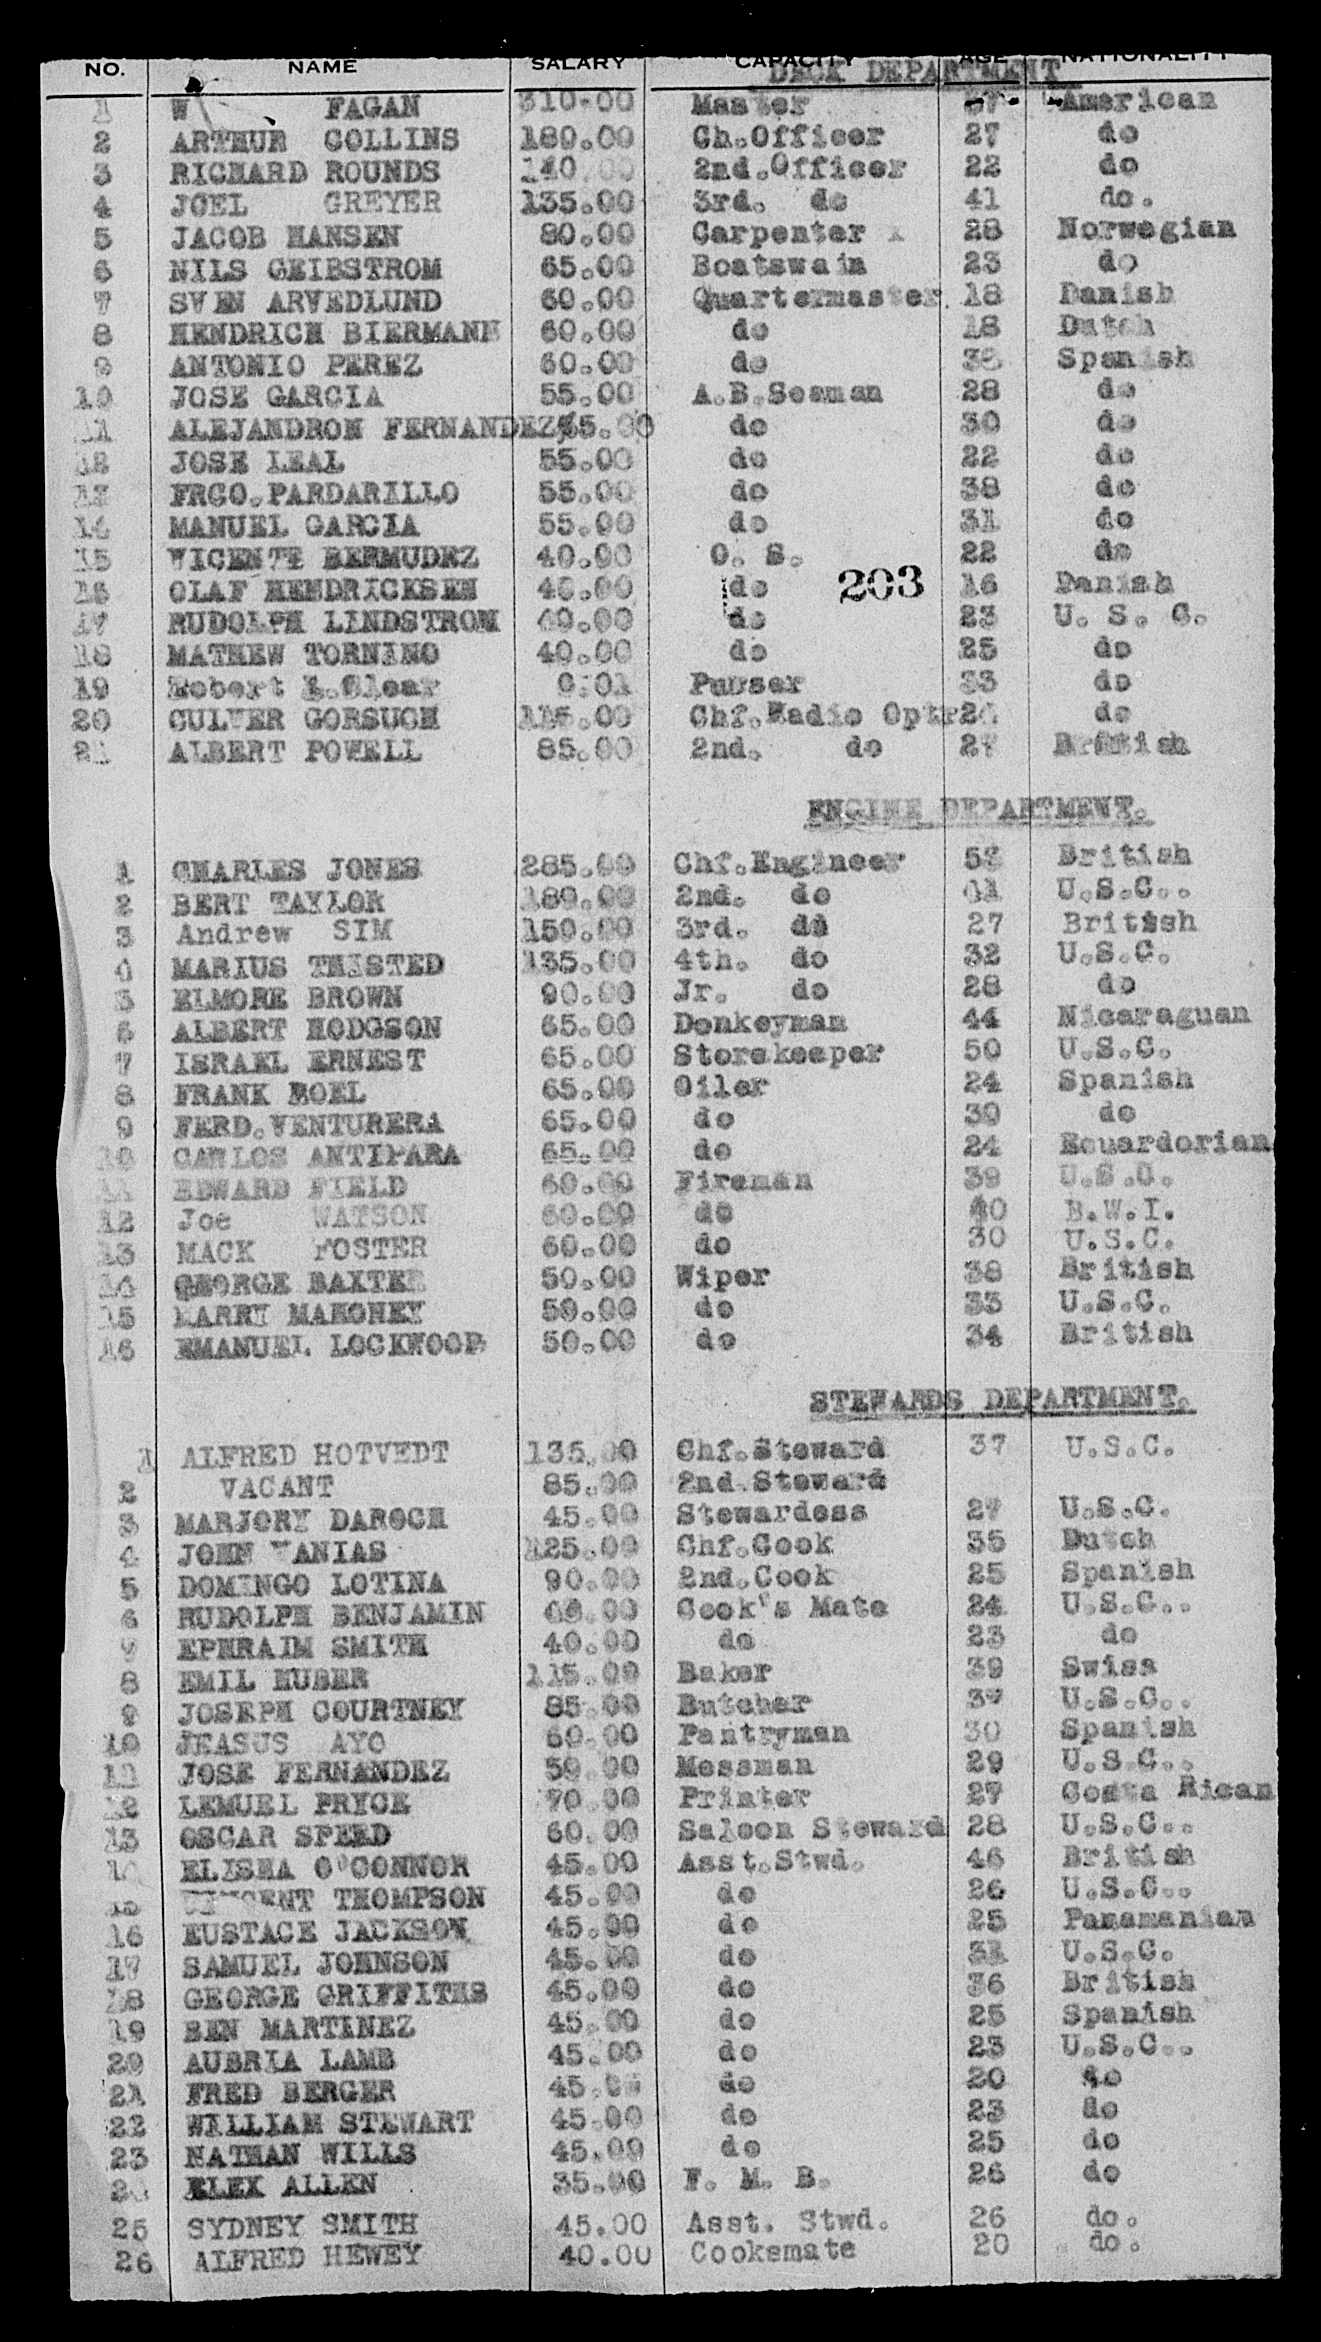 NO. NAME SALARY CAPACITY AGE NATIONALITY
DECK DEPARTMENT
1 W FAGAN 310.00 Master American
2 ARTHUR COLLINS 180.00 Ch.Officer 27 do
3 RICHARD ROUNDS 140.00 2nd.Officer 22 do
4 JOEL GREYER 135.00 3rd. do 41 do.
5 JACOB HANSEN 80.00 Carpenter 28 Norwegian
6 NILS GEIBSTROM 65.00 Boatswain 23 do
7 SVEN ARVEDLUND 60.00 Quartermaster. 18 Danish
8 HENDRICH BIERMANN 60.00 do 18 Dutch
9 ANTONIO PEREZ 60.00 do Spanish
10 JOSE GARCIA 55.00 A.B.Seaman 28 do
11 ALEJANDRON FERNANDEZ 55.00 do 30 do
12 JOSE LEAL 55.00 do 22 do
13 FRCO.PARDARILLO 55.00 do 38 do
14 MANUEL GARCIA 55.00 do 31 do
15 VICENTE BERMUDEZ 40.00 O. S. 22 do
16 OLAF HENDRICKSEN 40.00 do 203 16 Danish
17 RUDOLPH LINDSTROM 40.00 do 23 U. S. C.
18 MATHEW TORNINO 40.00 do 25 do
19 Robert 0.01 Purser 33 do
20 CULVER GORSUCH 115.00 Chf.Radio Optr do
21 ALBERT POWELL 85.00 2nd. do 27 British
ENGINE DEPARTMENT.
1 CHARLES JONES 285.00 Chf.Engineer 53 British
2 BERT TAYLOR 180.00 2nd. do 41 U.S.C..
3 Andrew SIM 150.00 3rd. do 27 British
4 MARIUS THISTED 135.00 4th. do 32 U.S.C.
5 ELMORE BROWN 90.00 Jr. do 28 do
6 ALBERT HODGSON 65.00 Donkeyman 44 Nicaraguan
7 ISRAEL ERNEST 65.00 Storekeeper 50 U.S.C.
8 FRANK NOEL 65.00 Oiler 24 Spanish
9 FERD.VENTURERA 65.00 do 30 do
10 CARLOS ANTIPARA 65.00 do 24 Ecuardorian
11 EDWARD FIELD 60.00 Fireman 39 U.S.C.
12 Joe WATSON 60.00 do 40 B.W.I.
13 MACK FOSTER 60.00 do 30 U.S.C.
14 GEORGE BAXTER 50.00 Wiper 38 British
15 HARRY MAHONEY 50.00 do 33 U.S.C.
16 EMANUEL LOCKWOOD 50.00 do 34 British
STEWARDS DEPARTMENT.
1 ALFRED HOTVEDT 135.00 Chf.Steward 37 U.S.C.
2 VACANT 85.00 2nd.Steward
3 MARJORY DAROCH 45.00 Stewardess 27 U.S.C.
4 JOHN VANIAS 125.00 Chf.Cook 35 Dutch
5 DOMINGO LOTINA 90.00 2nd.Cook 25 Spanish
6 RUDOLPH BENJAMIN Cook's Mate 24 U.S.C..
7 EPHRAIM SMITH 40.00 do 23 do
8 EMIL HUBER 115.00 Baker 39 Swiss
9 JOSEPH COURTNEY 85.00 Butcher 37 U.S.C..
10 JEASUS AYO 60.00 Pantryman 30 Spanish
11 JOSE FERNANDEZ 50.00 Messman 29 U.S.C..
12 LEMUEL PRYCE 70.00 Printer 27 Costa Rican
13 OSCAR SPEED 60.00 Saloon Steward 28 U.S.C..
14 ELISHA O'CONNOR 45.00 Asst.Stwd. 46 British
15 VINCENT THOMPSON 45.00 do 26 U.S.C..
16 EUSTACE JACKSON 45.00 do 25 Panamanian
17 SAMUEL JOHNSON 45.00 do 31 U.S.C.
18 GEORGE GRIFFITHS 45.00 do 36 British
19 BEN MARTINEZ 45.00 do 25 Spanish
20 AUBRIA LAMB 45.00 do 23 U.S.C..
21 FRED BERGER 45.00 do 20 do
22 WILLIAM STEWART 45.00 do 23 do
23 NATHAN WILLS 45.00 do 25 do
24 ELEX ALLEN 35.00 F. M. B. 26 do
25 SYDNEY SMITH 45.00 Asst. Stwd. 26 do.
26 ALFRED HEWEY 40.00 Cooksmate 20 do.